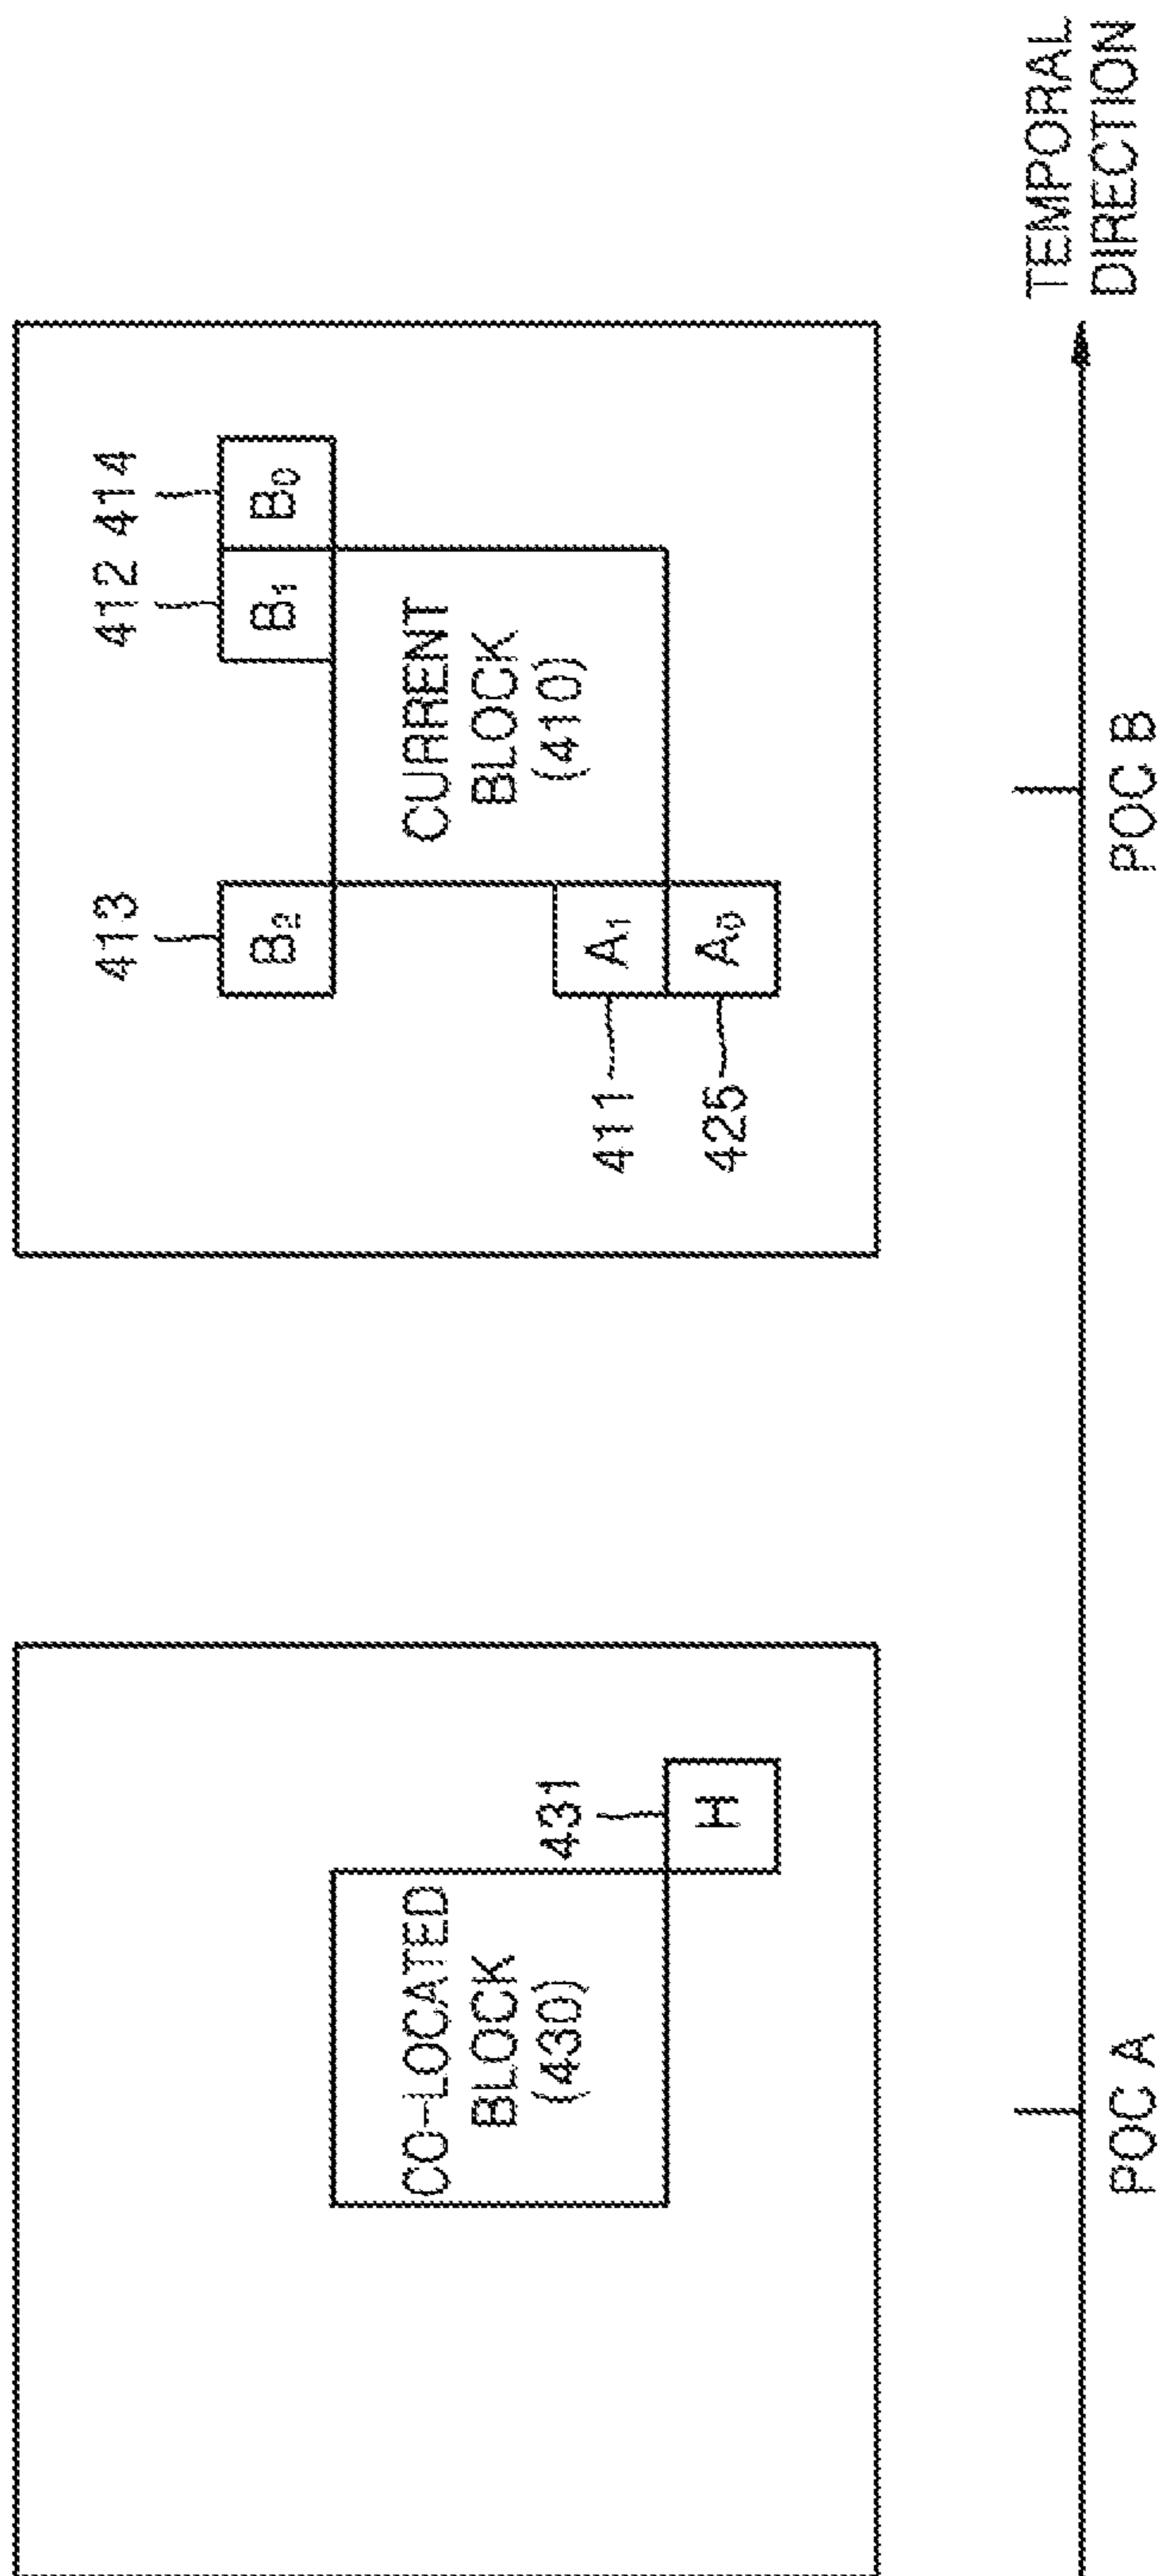 413
412
414
B2
B1
B0
431
CO-LOCATED
BLOCK
(430)
H
CURRENT
BLOCK
(410)
411
A1
425
A0
POC A
POC B
TEMPORAL
DIRECTION